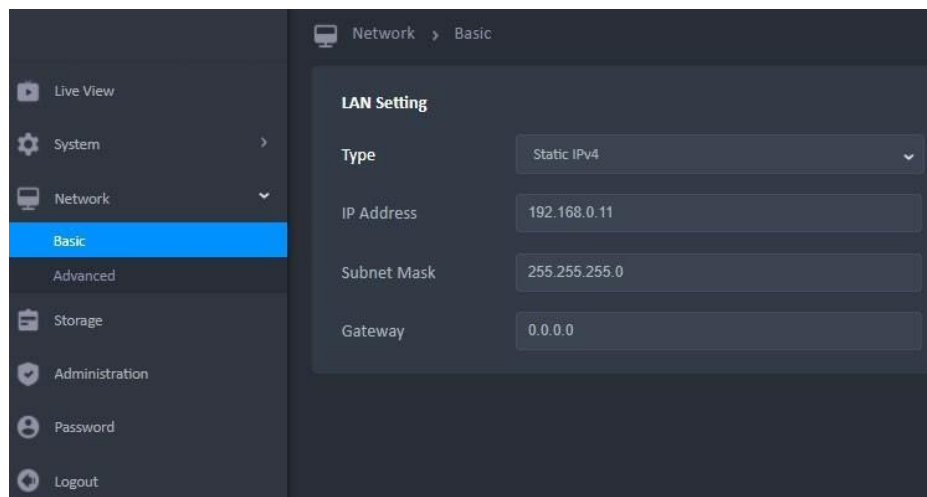 Network > Basic
Live View
System
Network
Basic
Advanced
Storage
Administration
Password
Logout
LAN Setting
Type Static IPv4
IP Address 192.168.0.11
Subnet Mask 255.255.255.0
Gateway 0.0.0.0